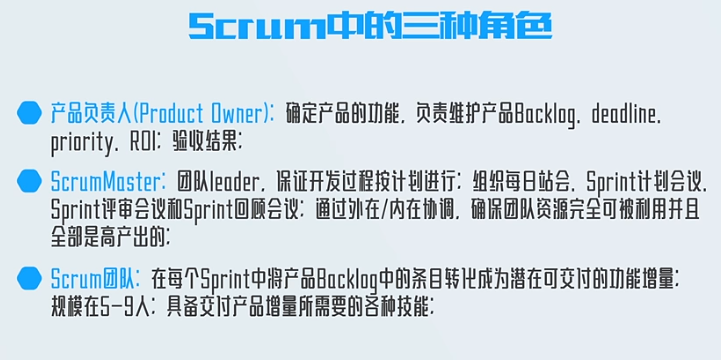 Scrum中的三种角色
产品负责人(Product Owner): 确定产品的功能, 负责维护产品Backlog, deadline,
priority, ROI; 验收结果;
ScrumMaster: 团队leader, 保证开发过程按计划进行; 组织每日站会, Sprint计划会议,
Sprint评审会议和Sprint回顾会议; 通过外在/内在协调, 确保团队资源完全可被利用并且
全部是高产出的;
Scrum团队: 在每个Sprint中将产品Backlog中的条目转化成为潜在可交付的功能增量;
规模在5-9人; 具备交付产品增量所需要的各种技能;